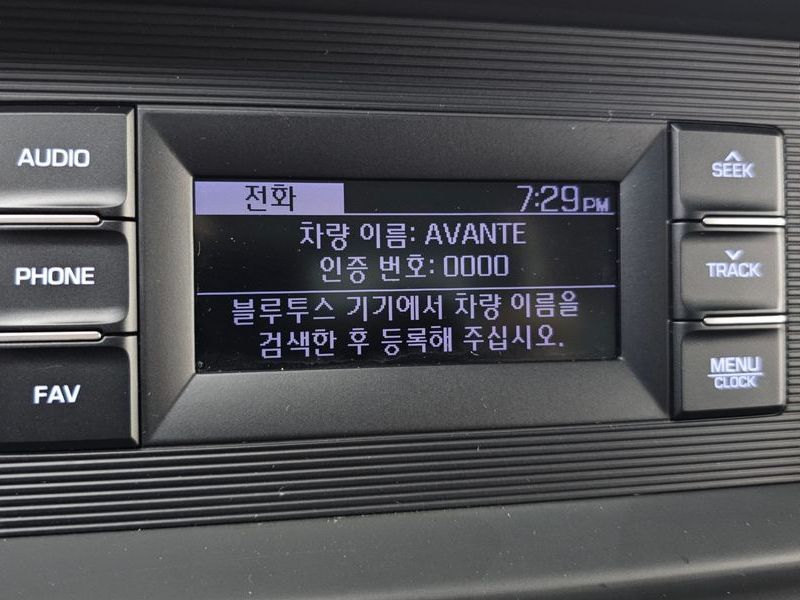 AUDIO
PHONE
FAV
전화 7:29 PM
차량 이름: AVANTE
인증 번호: 0000
블루투스 기기에서 차량 이름을
검색한 후 등록해 주십시오.
SEEK
TRACK
MENU
CLOCK